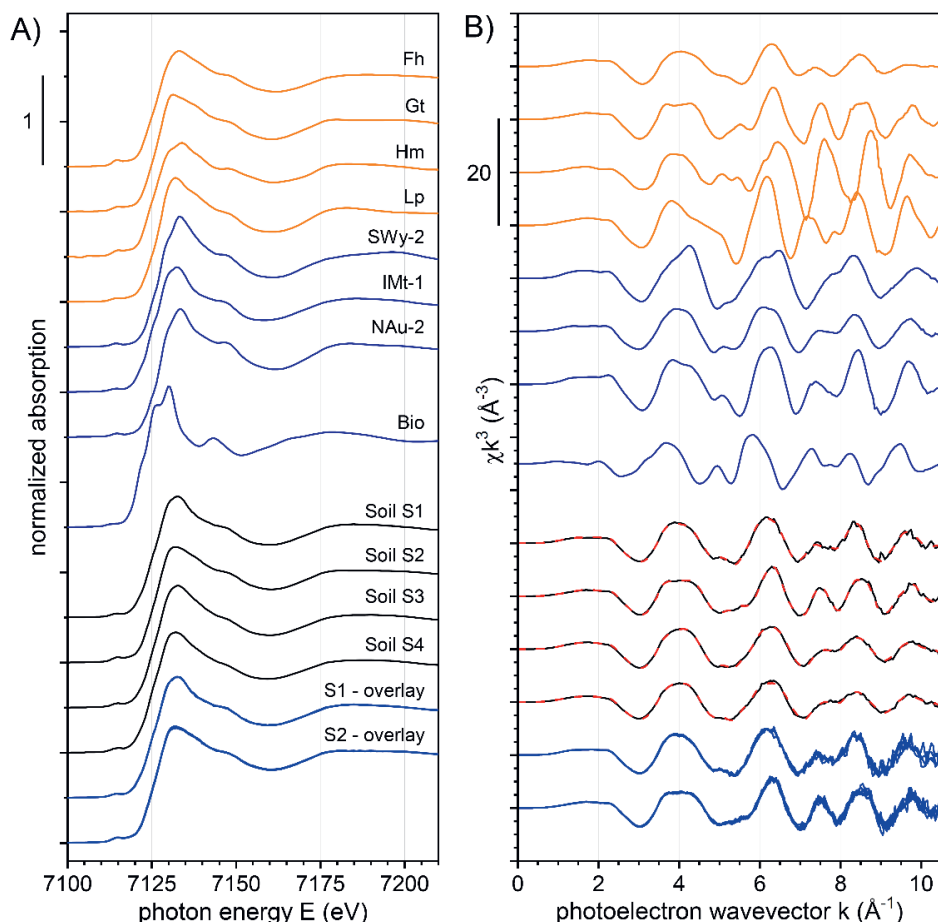 A)
1
normalized absorption
Fh
Gt
Hm
Lp
SWy-2
IMt-1
NAu-2
Bio
Soil S1
Soil S2
Soil S3
Soil S4
S1 - overlay
S2 - overlay
7100 7125 7150 7175 7200
photon energy E (eV)
B)
20
χk³ (Å⁻³)
0 2 4 6 8 10
photoelectron wavevector k (Å⁻¹)